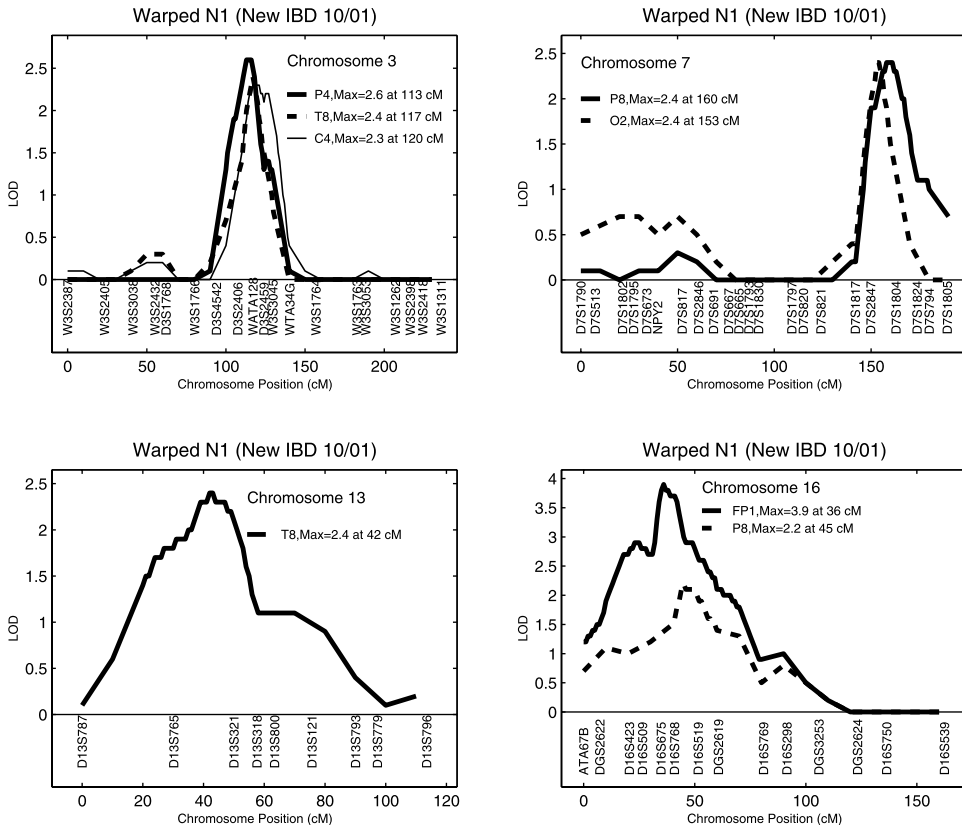 Warped N1 (New IBD 10/01)
Chromosome 3
P4,Max=2.6 at 113 cM
T8,Max=2.4 at 117 cM
C4,Max=2.3 at 120 cM
LOD
2.5
2
1.5
1
0.5
0
W3S2387
W3S2405
W3S3038
W3S2432
D3S1768
W3S1766
D3S4542
D3S2406
WATA128
D3S2459
W3S3045
WTA34G
W3S1764
W3S1763
W3S3053
W3S1262
W3S2398
W3S2418
W3S1311
0 50 100 150 200
Chromosome Position (cM)
Warped N1 (New IBD 10/01)
Chromosome 7
P8,Max=2.4 at 160 cM
O2,Max=2.4 at 153 cM
LOD
2.5
2
1.5
1
0.5
0
D7S1790
D7S513
D7S1802
D7S1795
D7S673
NPY2
D7S817
D7S2846
D7S691
D7S667
D7S665
D7S1793
D7S1830
D7S1797
D7S820
D7S821
D7S1817
D7S2847
D7S1804
D7S1824
D7S794
D7S1805
0 50 100 150
Chromosome Position (cM)
Warped N1 (New IBD 10/01)
Chromosome 13
T8,Max=2.4 at 42 cM
LOD
2.5
2
1.5
1
0.5
0
D13S787
D13S765
D13S321
D13S318
D13S800
D13S121
D13S793
D13S779
D13S796
0 20 40 60 80 100 120
Chromosome Position (cM)
Warped N1 (New IBD 10/01)
Chromosome 16
FP1,Max=3.9 at 36 cM
P8,Max=2.2 at 45 cM
LOD
4
3.5
3
2.5
2
1.5
1
0.5
0
ATA67B
DGS2622
D16S423
D16S509
D16S675
D16S768
D16S519
DGS2619
D16S769
D16S298
DGS3253
DGS2624
D16S750
D16S539
0 50 100 150
Chromosome Position (cM)